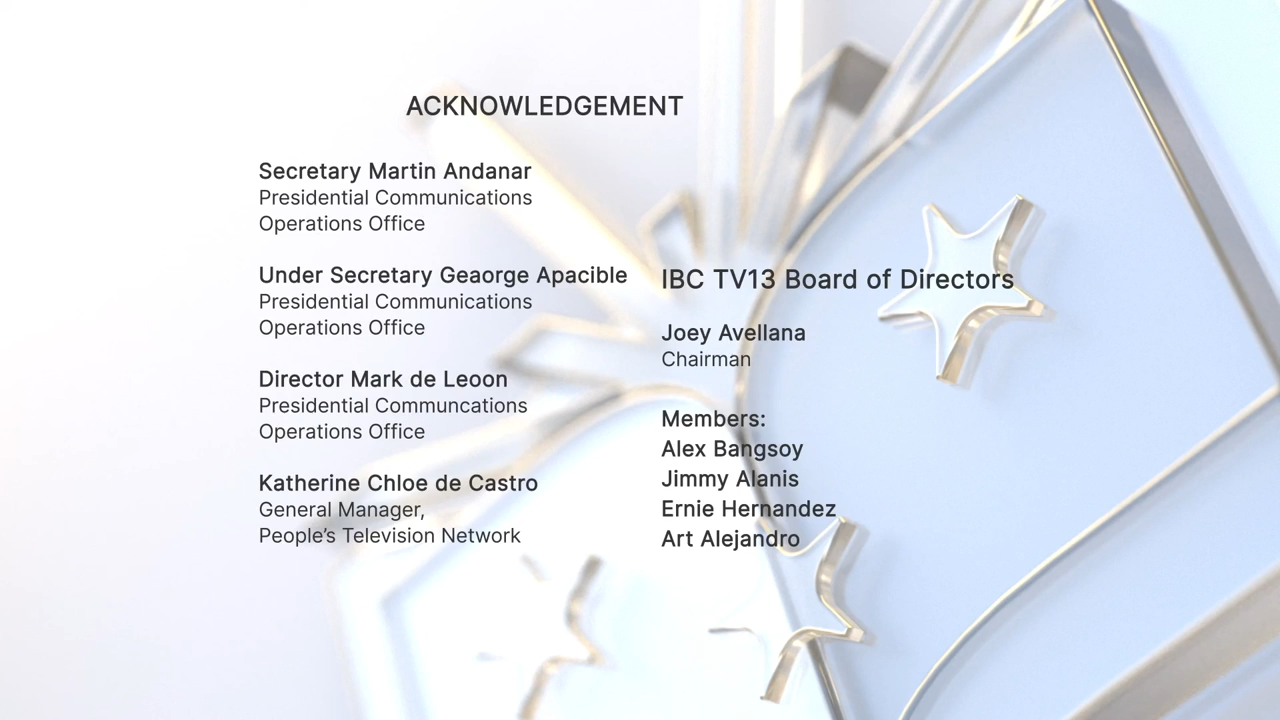 ACKNOWLEDGEMENT
Secretary Martin Andanar
Presidential Communications
Operations Office
Under Secretary Geaorge Apacible
Presidential Communications
Operations Office
Director Mark de Leoon
Presidential Communcations
Operations Office
Katherine Chloe de Castro
General Manager,
People’s Television Network
IBC TV13 Board of Directors
Joey Avellana
Chairman
Members:
Alex Bangsoy
Jimmy Alanis
Ernie Hernandez
Art Alejandro